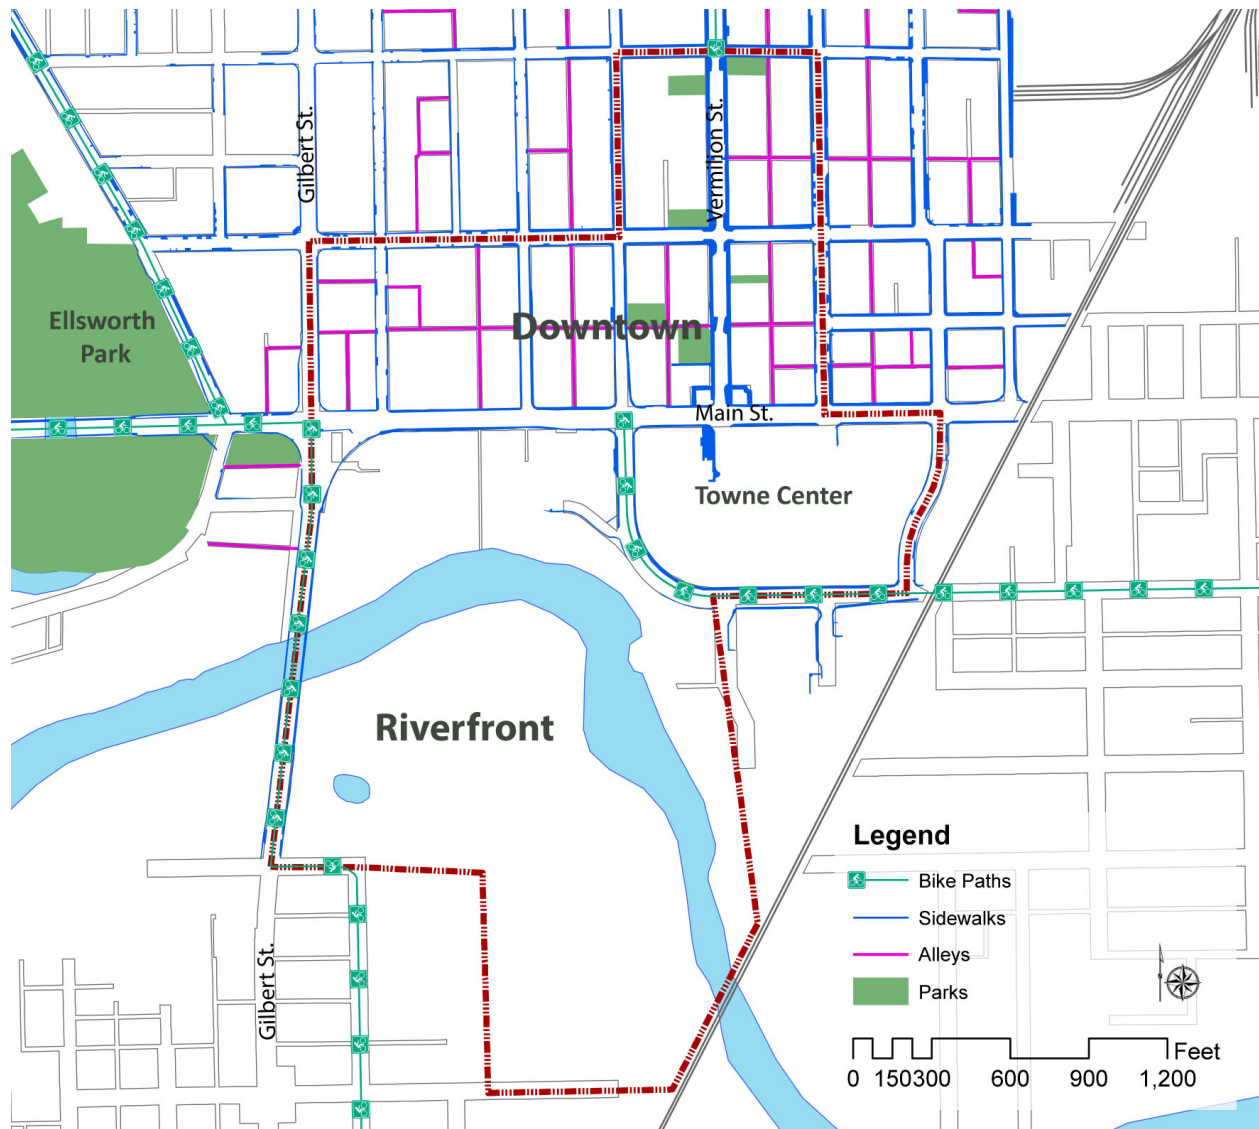 Gilbert St.
Vermilion St.
Ellsworth
Park
Downtown
Main St.
Towne Center
Riverfront
Gilbert St.
Legend
Bike Paths
Sidewalks
Alleys
Parks
Feet
0 150300 600 900 1,200